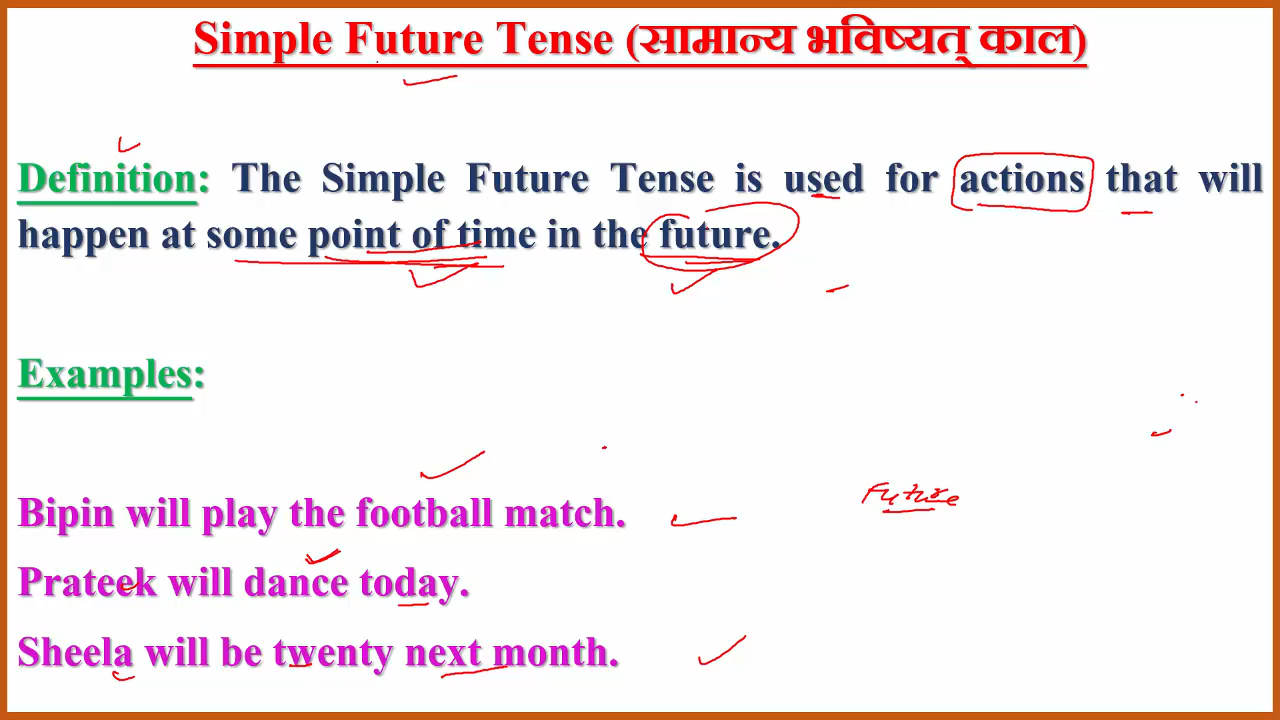 Simple Future Tense (सामान्य भविष्यत् काल)
Definition: The Simple Future Tense is used for actions that will
happen at some point of time in the future.
Examples:
Bipin will play the football match.
Future
Prateek will dance today.
Sheela will be twenty next month.